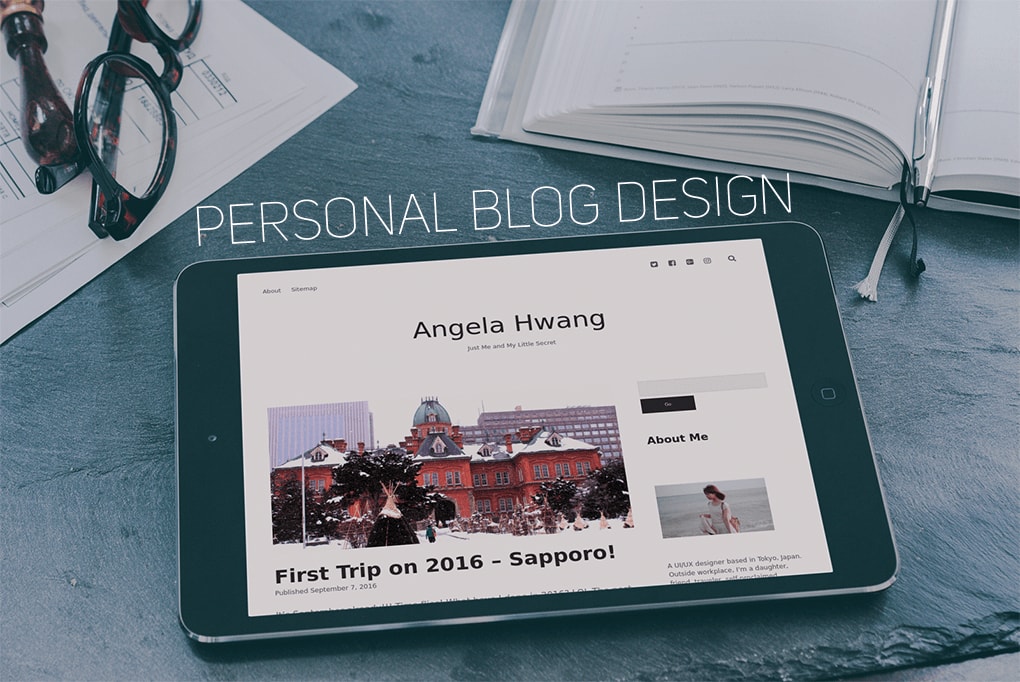 PERSONAL BLOG DESIGN
About Sitemap
Angela Hwang
Just Me and My Little Secret
Go
About Me
First Trip on 2016 – Sapporo!
Published September 7, 2016
A UI/UX designer based in Tokyo, Japan.
Outside workplace, I'm a daughter,
friend, traveler, self-proclaimed